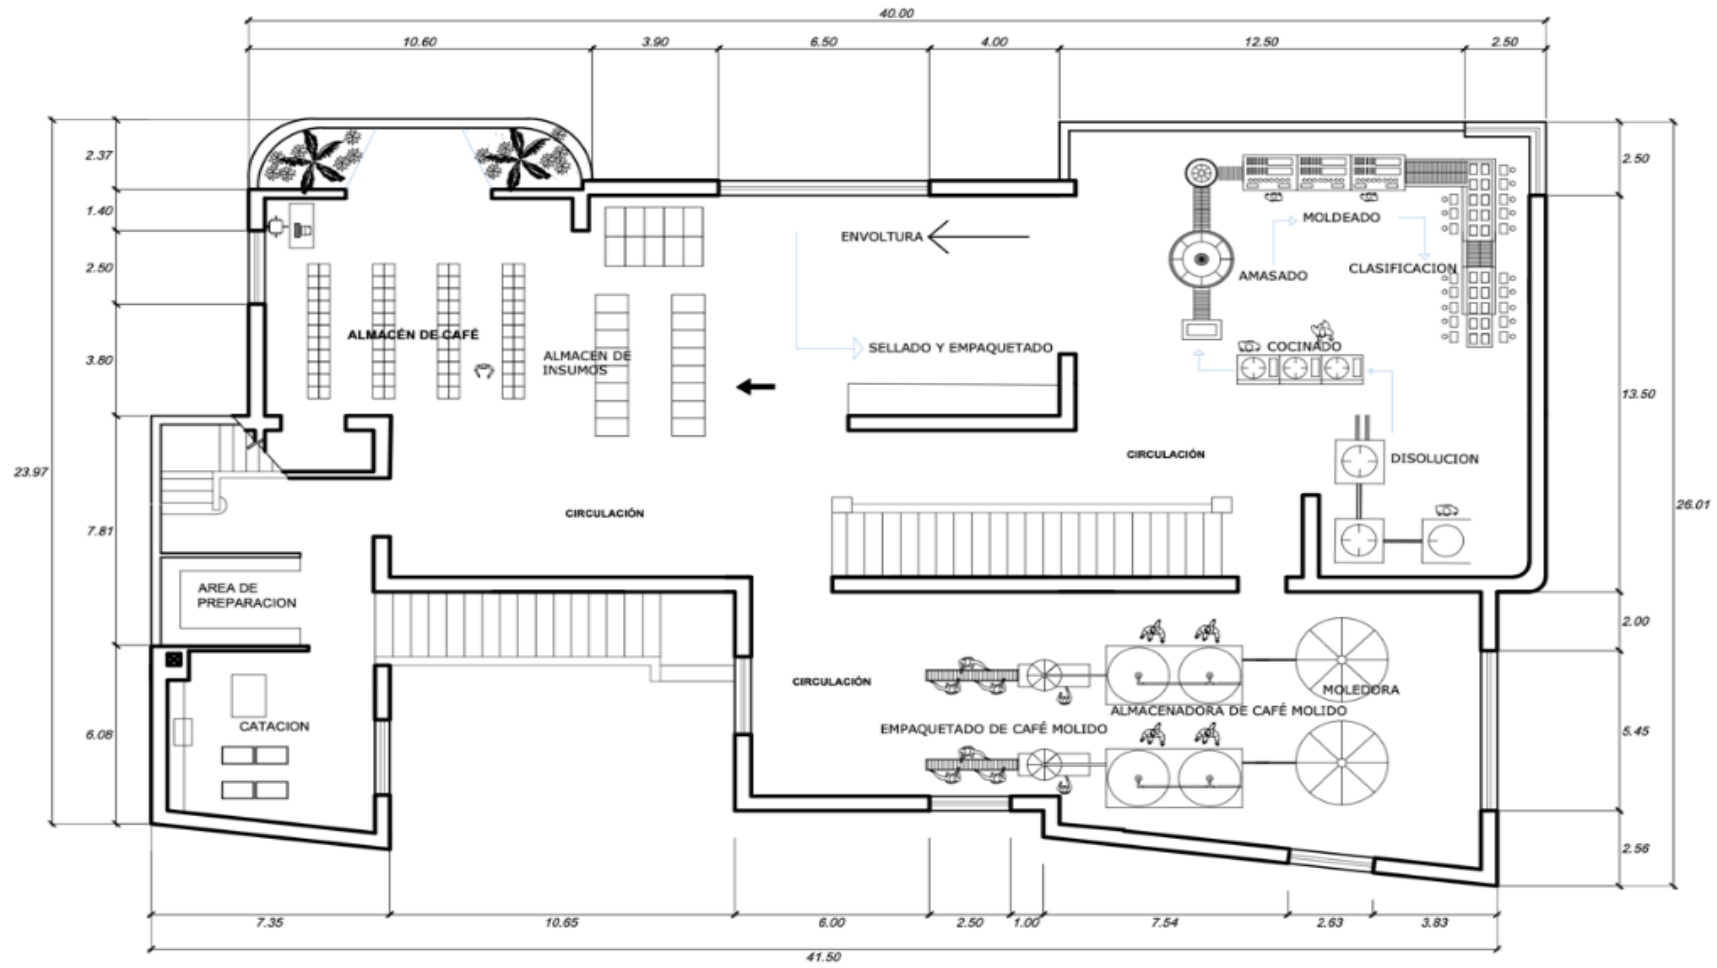 40.00
10.60
3.90
6.50
4.00
12.50
2.50
2.37
1.40
2.50
3.80
23.97
7.81
6.08
2.50
13.50
26.01
2.00
5.45
2.56
ENVOLTURA
MOLDEADO
AMASADO
CLASIFICACION
ALMACÉN DE CAFÉ
ALMACEN DE
INSUMOS
SELLADO Y EMPAQUETADO
COCINADO
CIRCULACIÓN
DISOLUCION
CIRCULACIÓN
AREA DE
PREPARACION
CATACION
CIRCULACIÓN
MOLEDORA
ALMACENADORA DE CAFÉ MOLIDO
EMPAQUETADO DE CAFÉ MOLIDO
7.35
10.65
6.00
2.50
1.00
7.54
2.63
3.83
41.50